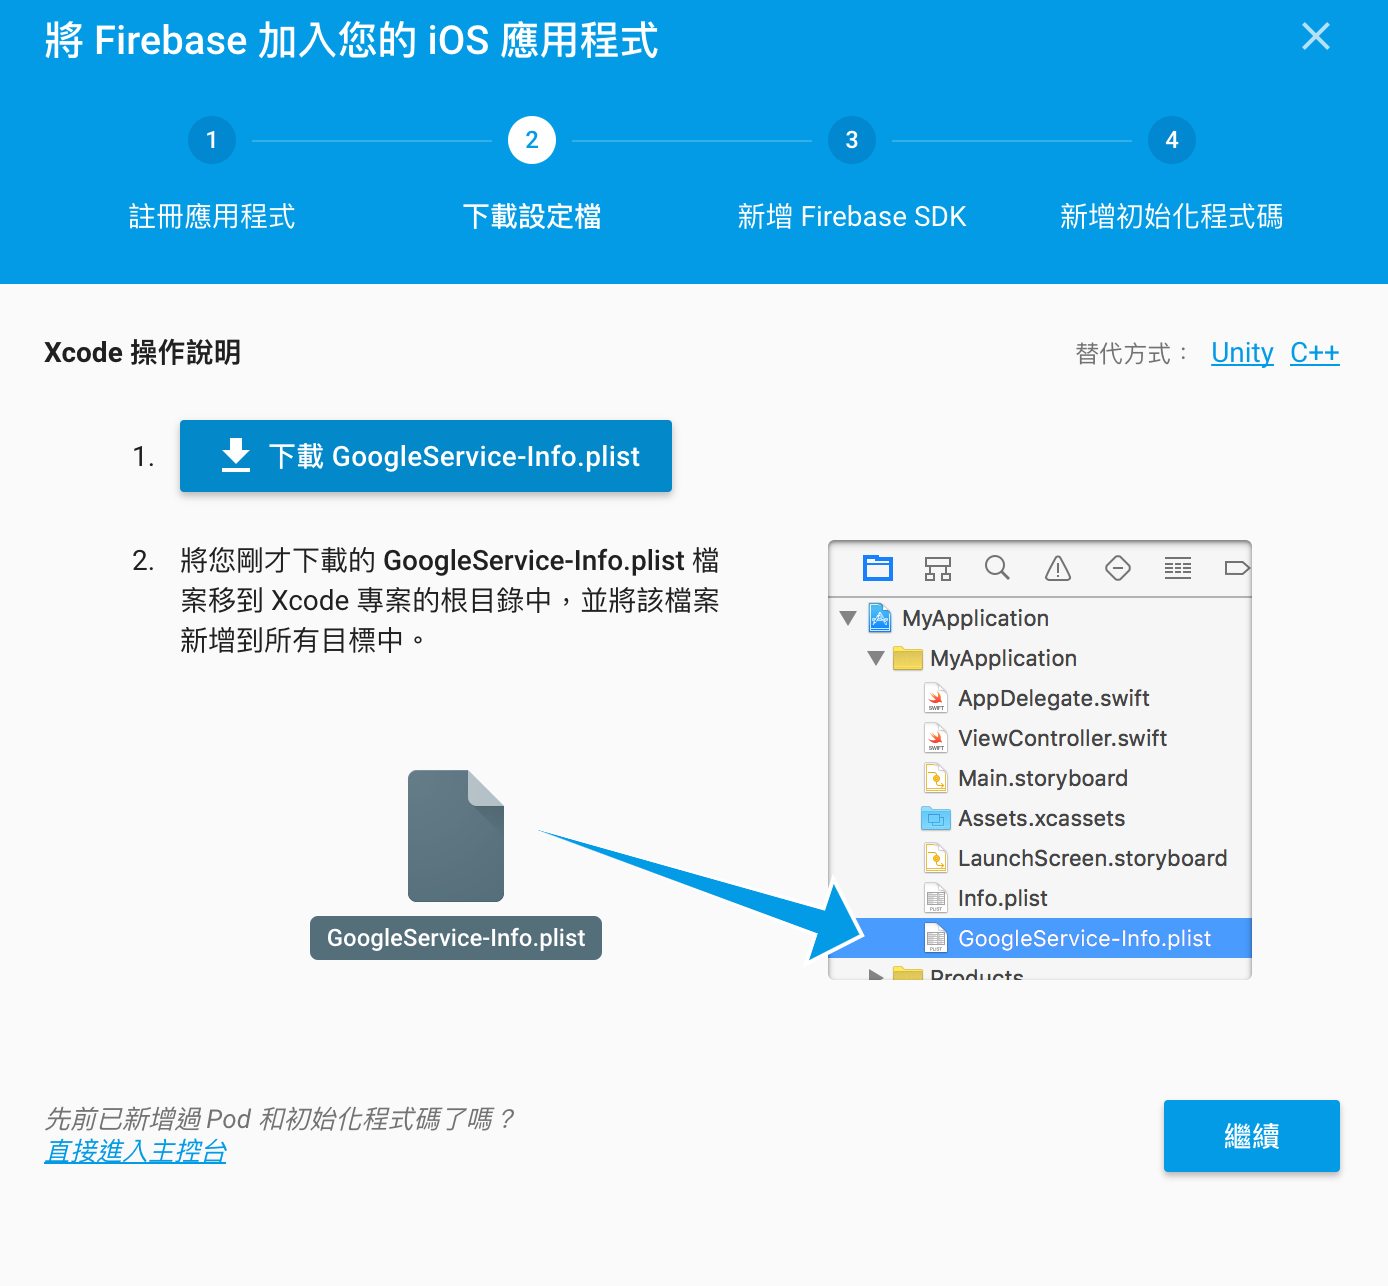 將 Firebase 加入您的 iOS 應用程式
1
2
3
4
註冊應用程式
下載設定檔
新增 Firebase SDK
新增初始化程式碼
Xcode 操作說明
替代方式： Unity C++
1. 下載 GoogleService-Info.plist
2. 將您剛才下載的 GoogleService-Info.plist 檔
案移到 Xcode 專案的根目錄中，並將該檔案
新增到所有目標中。
GoogleService-Info.plist
MyApplication
MyApplication
SWIFT AppDelegate.swift
SWIFT ViewController.swift
Main.storyboard
Assets.xcassets
LaunchScreen.storyboard
PLIST Info.plist
PLIST GoogleService-Info.plist
Products
先前已新增過 Pod 和初始化程式碼了嗎？
直接進入主控台
繼續